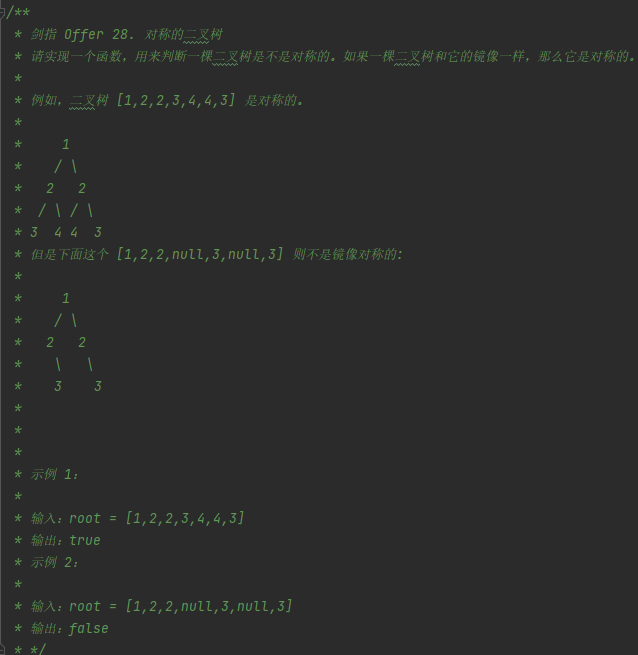 /**
 * 剑指 Offer 28. 对称的二叉树
 * 请实现一个函数，用来判断一棵二叉树是不是对称的。如果一棵二叉树和它的镜像一样，那么它是对称的。
 *
 * 例如，二叉树 [1,2,2,3,4,4,3] 是对称的。
 *
 *     1
 *    / \
 *   2   2
 *  / \ / \
 * 3  4 4  3
 * 但是下面这个 [1,2,2,null,3,null,3] 则不是镜像对称的:
 *
 *     1
 *    / \
 *   2   2
 *    \   \
 *    3    3
 *
 *
 *
 * 示例 1：
 *
 * 输入：root = [1,2,2,3,4,4,3]
 * 输出：true
 * 示例 2：
 *
 * 输入：root = [1,2,2,null,3,null,3]
 * 输出：false
 * */